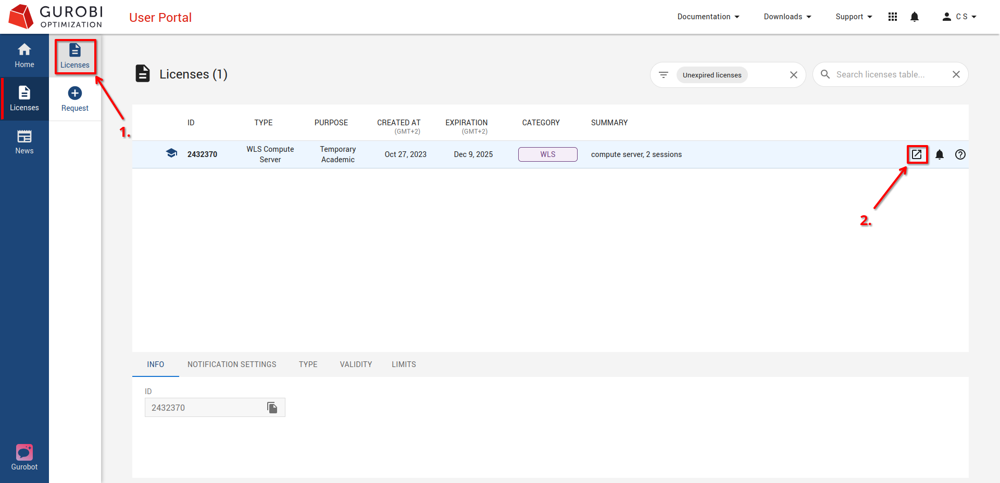 GUROBI
OPTIMIZATION
User Portal
Documentation
Downloads
Support
C S
Home
Licenses
News
Gurobot
Licenses
Request
1.
Licenses (1)
Unexpired licenses
Search licenses table...
ID TYPE PURPOSE CREATED AT (GMT+2) EXPIRATION (GMT+2) CATEGORY SUMMARY
2432370 WLS Compute Server Temporary Academic Oct 27, 2023 Dec 9, 2025 WLS compute server, 2 sessions
2.
INFO NOTIFICATION SETTINGS TYPE VALIDITY LIMITS
ID
2432370